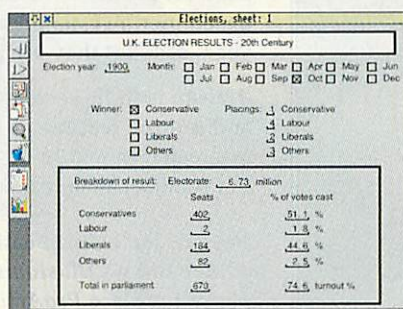 Elections, sheet: 1
U.K. ELECTION RESULTS - 20th Century
Election year: 1900 Month: Jan Feb Mar Apr May Jun
Jul Aug Sep Oct Nov Dec
Winner: Conservative Placings: 1 Conservative
Labour 4 Labour
Liberals 2 Liberals
Others 3 Others
Breakdown of result: Electorate: 6.73 million
Seats % of votes cast
Conservatives 402 51.1 %
Labour 2 1.8 %
Liberals 184 44.6 %
Others 82 2.5 %
Total in parliament 670 74.6 turnout %